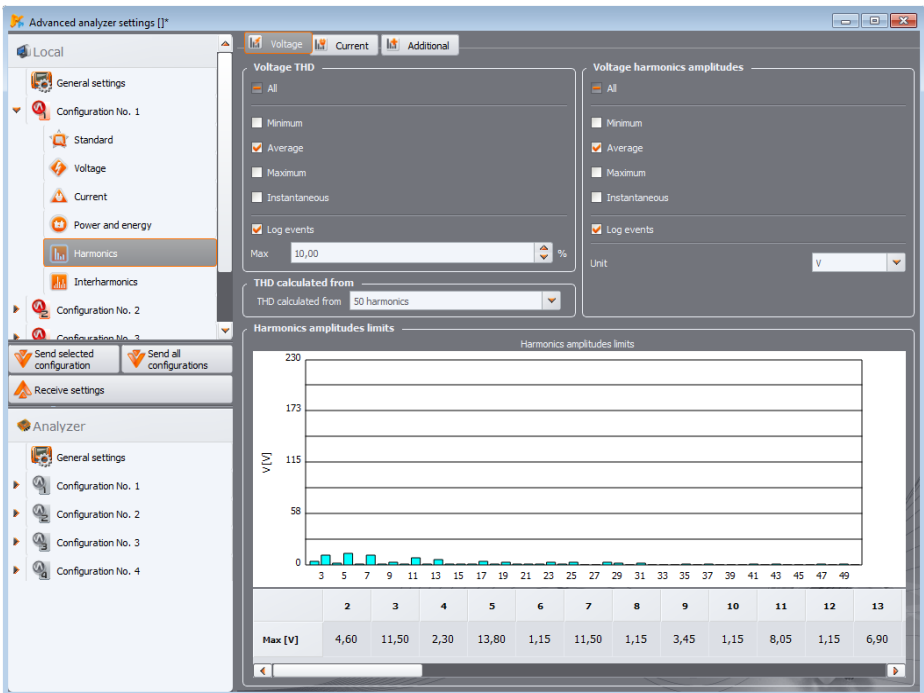 Advanced analyzer settings []*
Local
General settings
Configuration No. 1
Standard
Voltage
Current
Power and energy
Harmonics
Interharmonics
Configuration No. 2
Configuration No. 3
Send selected configuration
Send all configurations
Receive settings
Analyzer
General settings
Configuration No. 1
Configuration No. 2
Configuration No. 3
Configuration No. 4
Voltage Current Additional
Voltage THD
All
Minimum
Average
Maximum
Instantaneous
Log events
Max 10,00 %
THD calculated from
THD calculated from 50 harmonics
Voltage harmonics amplitudes
All
Minimum
Average
Maximum
Instantaneous
Log events
Unit V
Harmonics amplitudes limits
Harmonics amplitudes limits
V[V]
230
173
115
58
0
3 5 7 9 11 13 15 17 19 21 23 25 27 29 31 33 35 37 39 41 43 45 47 49
2 3 4 5 6 7 8 9 10 11 12 13
Max [V] 4,60 11,50 2,30 13,80 1,15 11,50 1,15 3,45 1,15 8,05 1,15 6,90